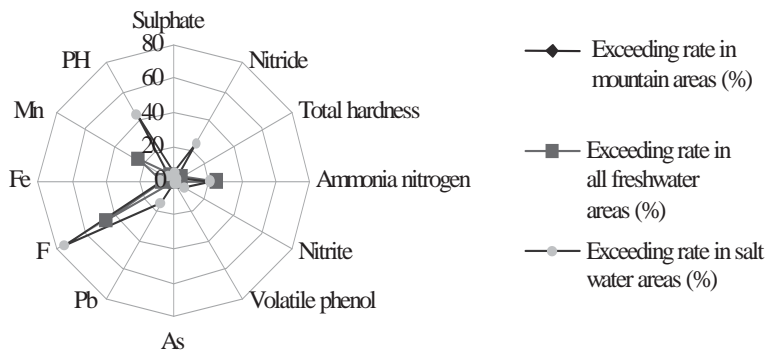 Sulphate
80
60
40
20
0
Nitride
Total hardness
Ammonia nitrogen
Nitrite
Volatile phenol
As
Pb
F
Fe
Mn
PH
Exceeding rate in
mountain areas (%)
Exceeding rate in
all freshwater
areas (%)
Exceeding rate in salt
water areas (%)